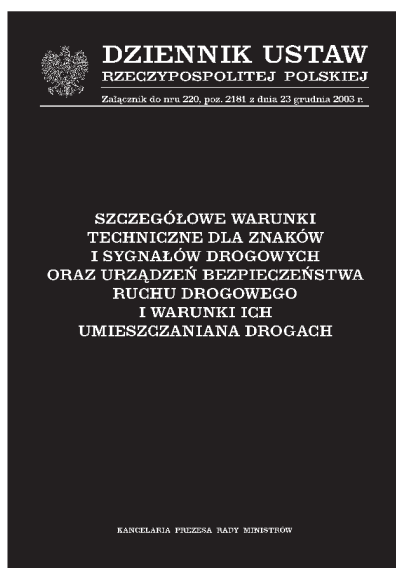 DZIENNIK USTAW
RZECZYPOSPOLITEJ POLSKIEJ
Załącznik do nru 220, poz. 2181 z dnia 23 grudnia 2003 r.
SZCZEGÓŁOWE WARUNKI
TECHNICZNE DLA ZNAKÓW
I SYGNAŁÓW DROGOWYCH
ORAZ URZĄDZEŃ BEZPIECZEŃSTWA
RUCHU DROGOWEGO
I WARUNKI ICH
UMIESZCZANIANA DROGACH
KANCELARIA PREZESA RADY MINISTRÓW